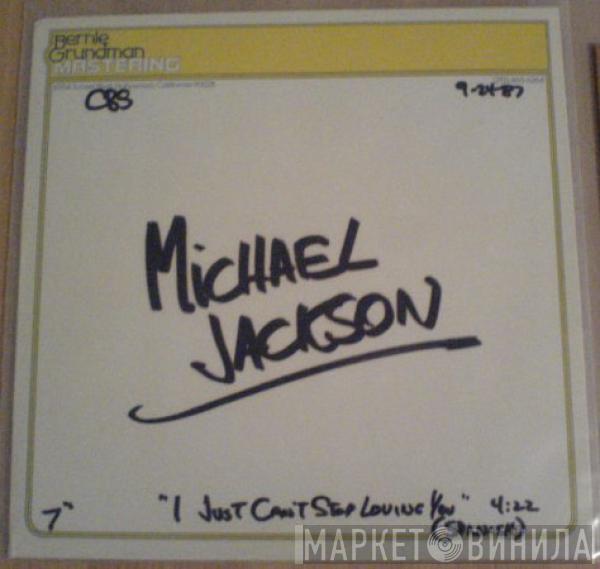 Bernie
Grundman
MASTERING
CBS
9-24-87
MICHAEL
JACKSON
7" "I JUST CAN'T STOP LOVING YOU" 4:22
(SPANISH)
МАРКЕТ ВИНИЛА